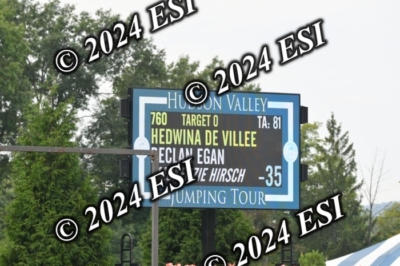 © 2024 ESI
© 2024 ESI
© 2024 ESI
HUDSON VALLEY
760 TARGET 0 TA: 81
HEDWINA DE VILLEE
DECLAN EGAN
HIRSCH -35
JUMPING TOUR
© 2024 ESI
© 2024 ESI